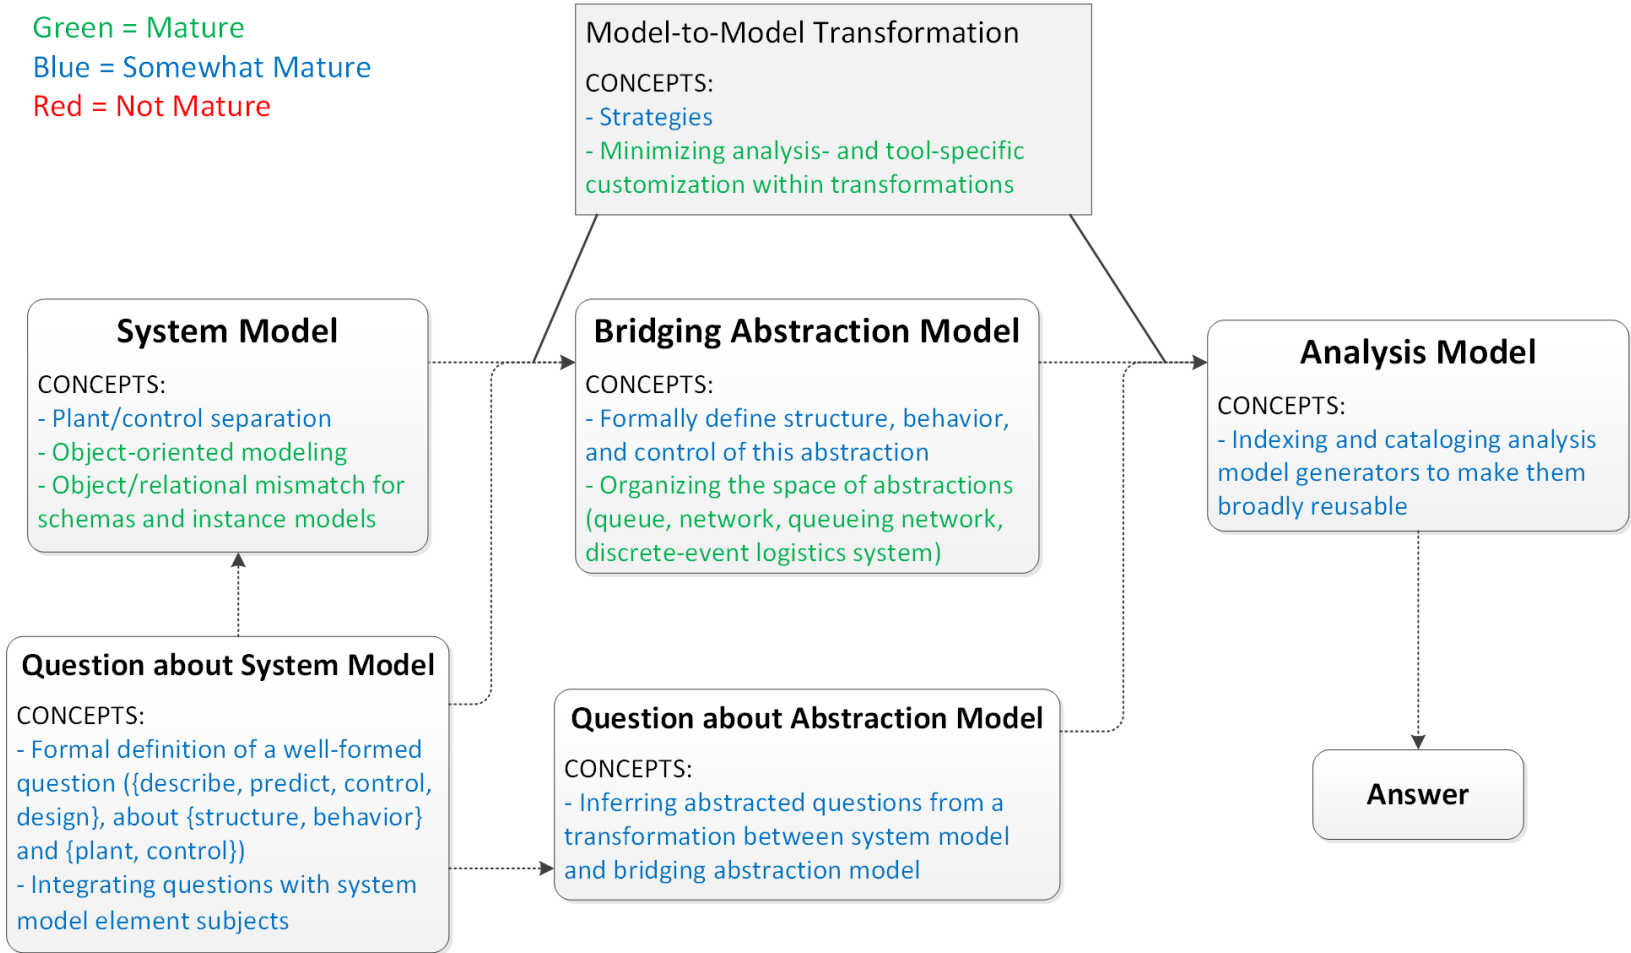 Green = Mature
Blue = Somewhat Mature
Red = Not Mature
Model-to-Model Transformation
CONCEPTS:
- Strategies
- Minimizing analysis- and tool-specific
customization within transformations
System Model
CONCEPTS:
- Plant/control separation
- Object-oriented modeling
- Object/relational mismatch for
schemas and instance models
Bridging Abstraction Model
CONCEPTS:
- Formally define structure, behavior,
and control of this abstraction
- Organizing the space of abstractions
(queue, network, queueing network,
discrete-event logistics system)
Analysis Model
CONCEPTS:
- Indexing and cataloging analysis
model generators to make them
broadly reusable
Question about System Model
CONCEPTS:
- Formal definition of a well-formed
question ({describe, predict, control,
design}, about {structure, behavior}
and {plant, control})
- Integrating questions with system
model element subjects
Question about Abstraction Model
CONCEPTS:
- Inferring abstracted questions from a
transformation between system model
and bridging abstraction model
Answer